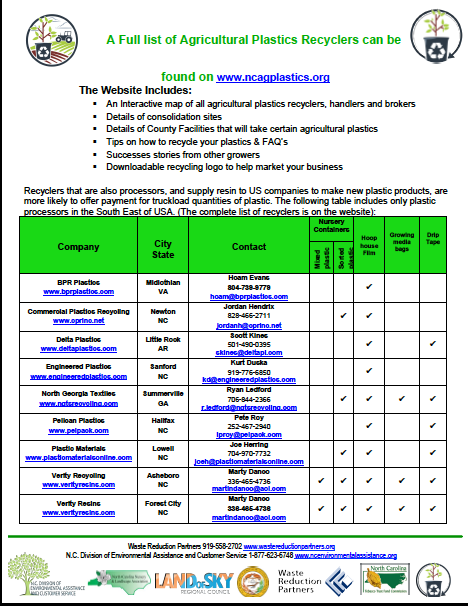 A Full list of Agricultural Plastics Recyclers can be
found on www.ncagplastics.org
The Website Includes:
▪ An Interactive map of all agricultural plastics recyclers, handlers and brokers
▪ Details of consolidation sites
▪ Details of County Facilities that will take certain agricultural plastics
▪ Tips on how to recycle your plastics & FAQ's
▪ Successes stories from other growers
▪ Downloadable recycling logo to help market your business
Recyclers that are also processors, and supply resin to US companies to make new plastic products, are
more likely to offer payment for truckload quantities of plastic. The following table includes only plastic
processors in the South East of USA. (The complete list of recyclers is on the website):
Company City State Contact Nursery Containers Mixed plastic Sorted plastic Hoop house Film Growing media bags Drip Tape
BPR Plastics Midlothian Hoam Evans
www.bprplastics.com VA 804-738-9779 ✓
hoam@bprplastics.com
Commercial Plastics Recycling Newton Jordan Hendrix
www.cprinc.net NC 828-466-2711 ✓ ✓
jordanh@cprinc.net
Delta Plastics Little Rock Scott Kines
www.deltaplastics.com AR 501-490-0395 ✓ ✓
skines@deltapl.com
Engineered Plastics Sanford Kurt Duska
www.engineeredplastics.com NC 919-776-6850 ✓
kd@engineeredplastics.com
North Georgia Textiles Summerville Ryan Ledford
www.ngtsrecycling.com GA 706-844-2366 ✓ ✓ ✓ ✓
r.ledford@ngtsrecycling.com
Pelican Plastics Halifax Pete Roy
www.pelpack.com NC 252-467-2940 ✓ ✓
lproy@pelpack.com
Plastic Materials Lowell Joe Herring
www.plasticmaterialsonline.com NC 704-970-7732 ✓ ✓ ✓
joeh@plasticmaterialsonline.com
Verity Recycling Asheboro Marty Danoo
www.verityresins.com NC 336-465-4736 ✓ ✓ ✓ ✓ ✓
martindanoo@aol.com
Verity Resins Forest City Marty Danoo
www.verityresins.com NC 336-465-4736 ✓ ✓ ✓ ✓ ✓
martindanoo@aol.com
Waste Reduction Partners 919-558-2702 www.wastereductionpartners.org
N.C. Division of Environmental Assistance and Customer Service 1-877-623-6748 www.ncenvironmentalassistance.org
N.C. DIVISION OF
ENVIRONMENTAL ASSISTANCE
AND CUSTOMER SERVICE
LAND OF SKY
REGIONAL COUNCIL
Waste
Reduction
Partners
North Carolina
Tobacco Trust Fund Commission